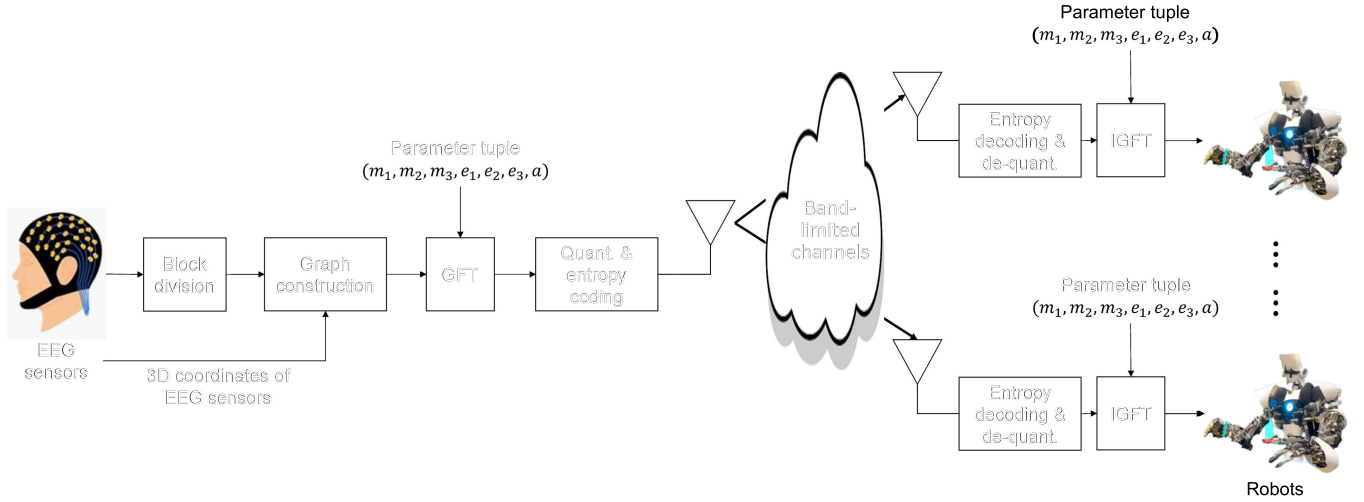 Parameter tuple
(m₁, m₂, m₃, e₁, e₂, e₃, a)
Entropy
decoding &
de-quant.
IGFT
Parameter tuple
(m₁, m₂, m₃, e₁, e₂, e₃, a)
Block
division
Graph
construction
GFT
Quant. &
entropy
coding
Band-
limited
channels
EEG
sensors
3D coordinates of
EEG sensors
Parameter tuple
(m₁, m₂, m₃, e₁, e₂, e₃, a)
Entropy
decoding &
de-quant.
IGFT
Robots